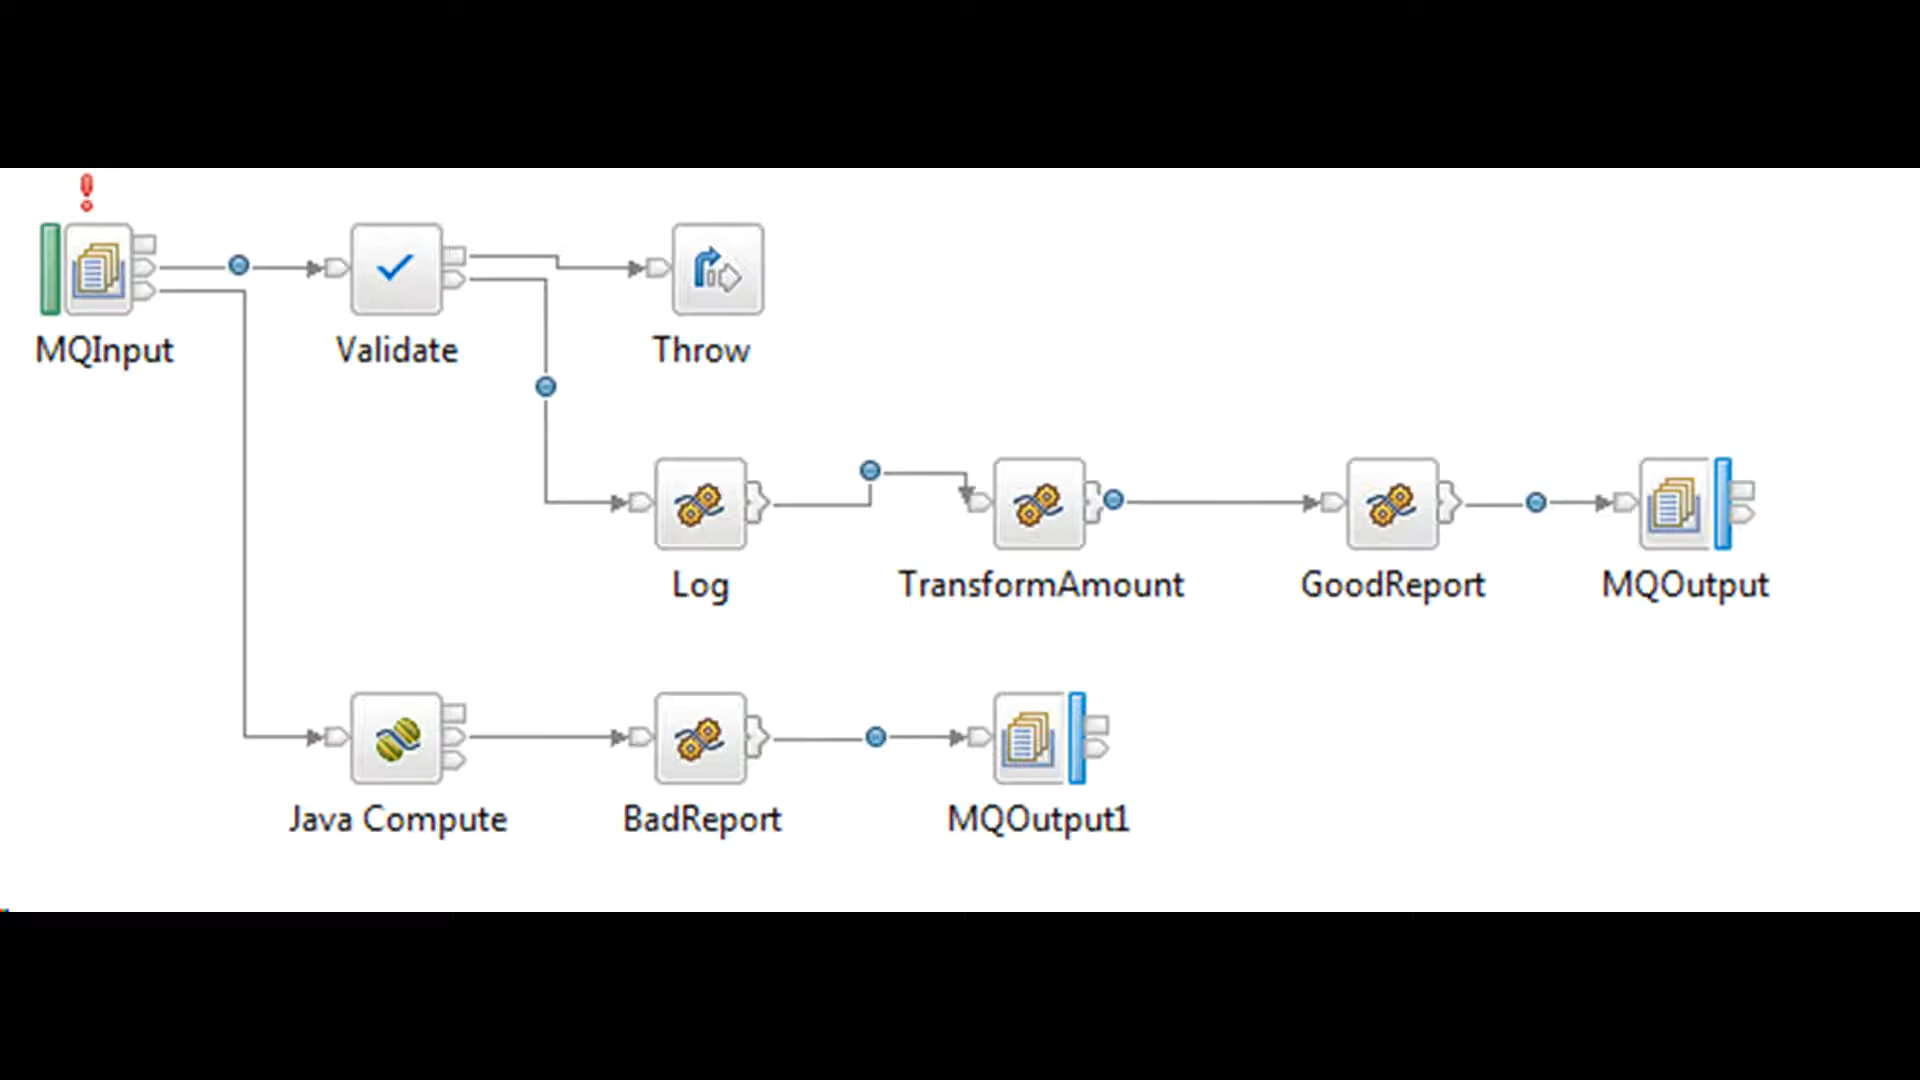 MQInput
Validate
Throw
Log
TransformAmount
GoodReport
MQOutput
Java Compute
BadReport
MQOutput1